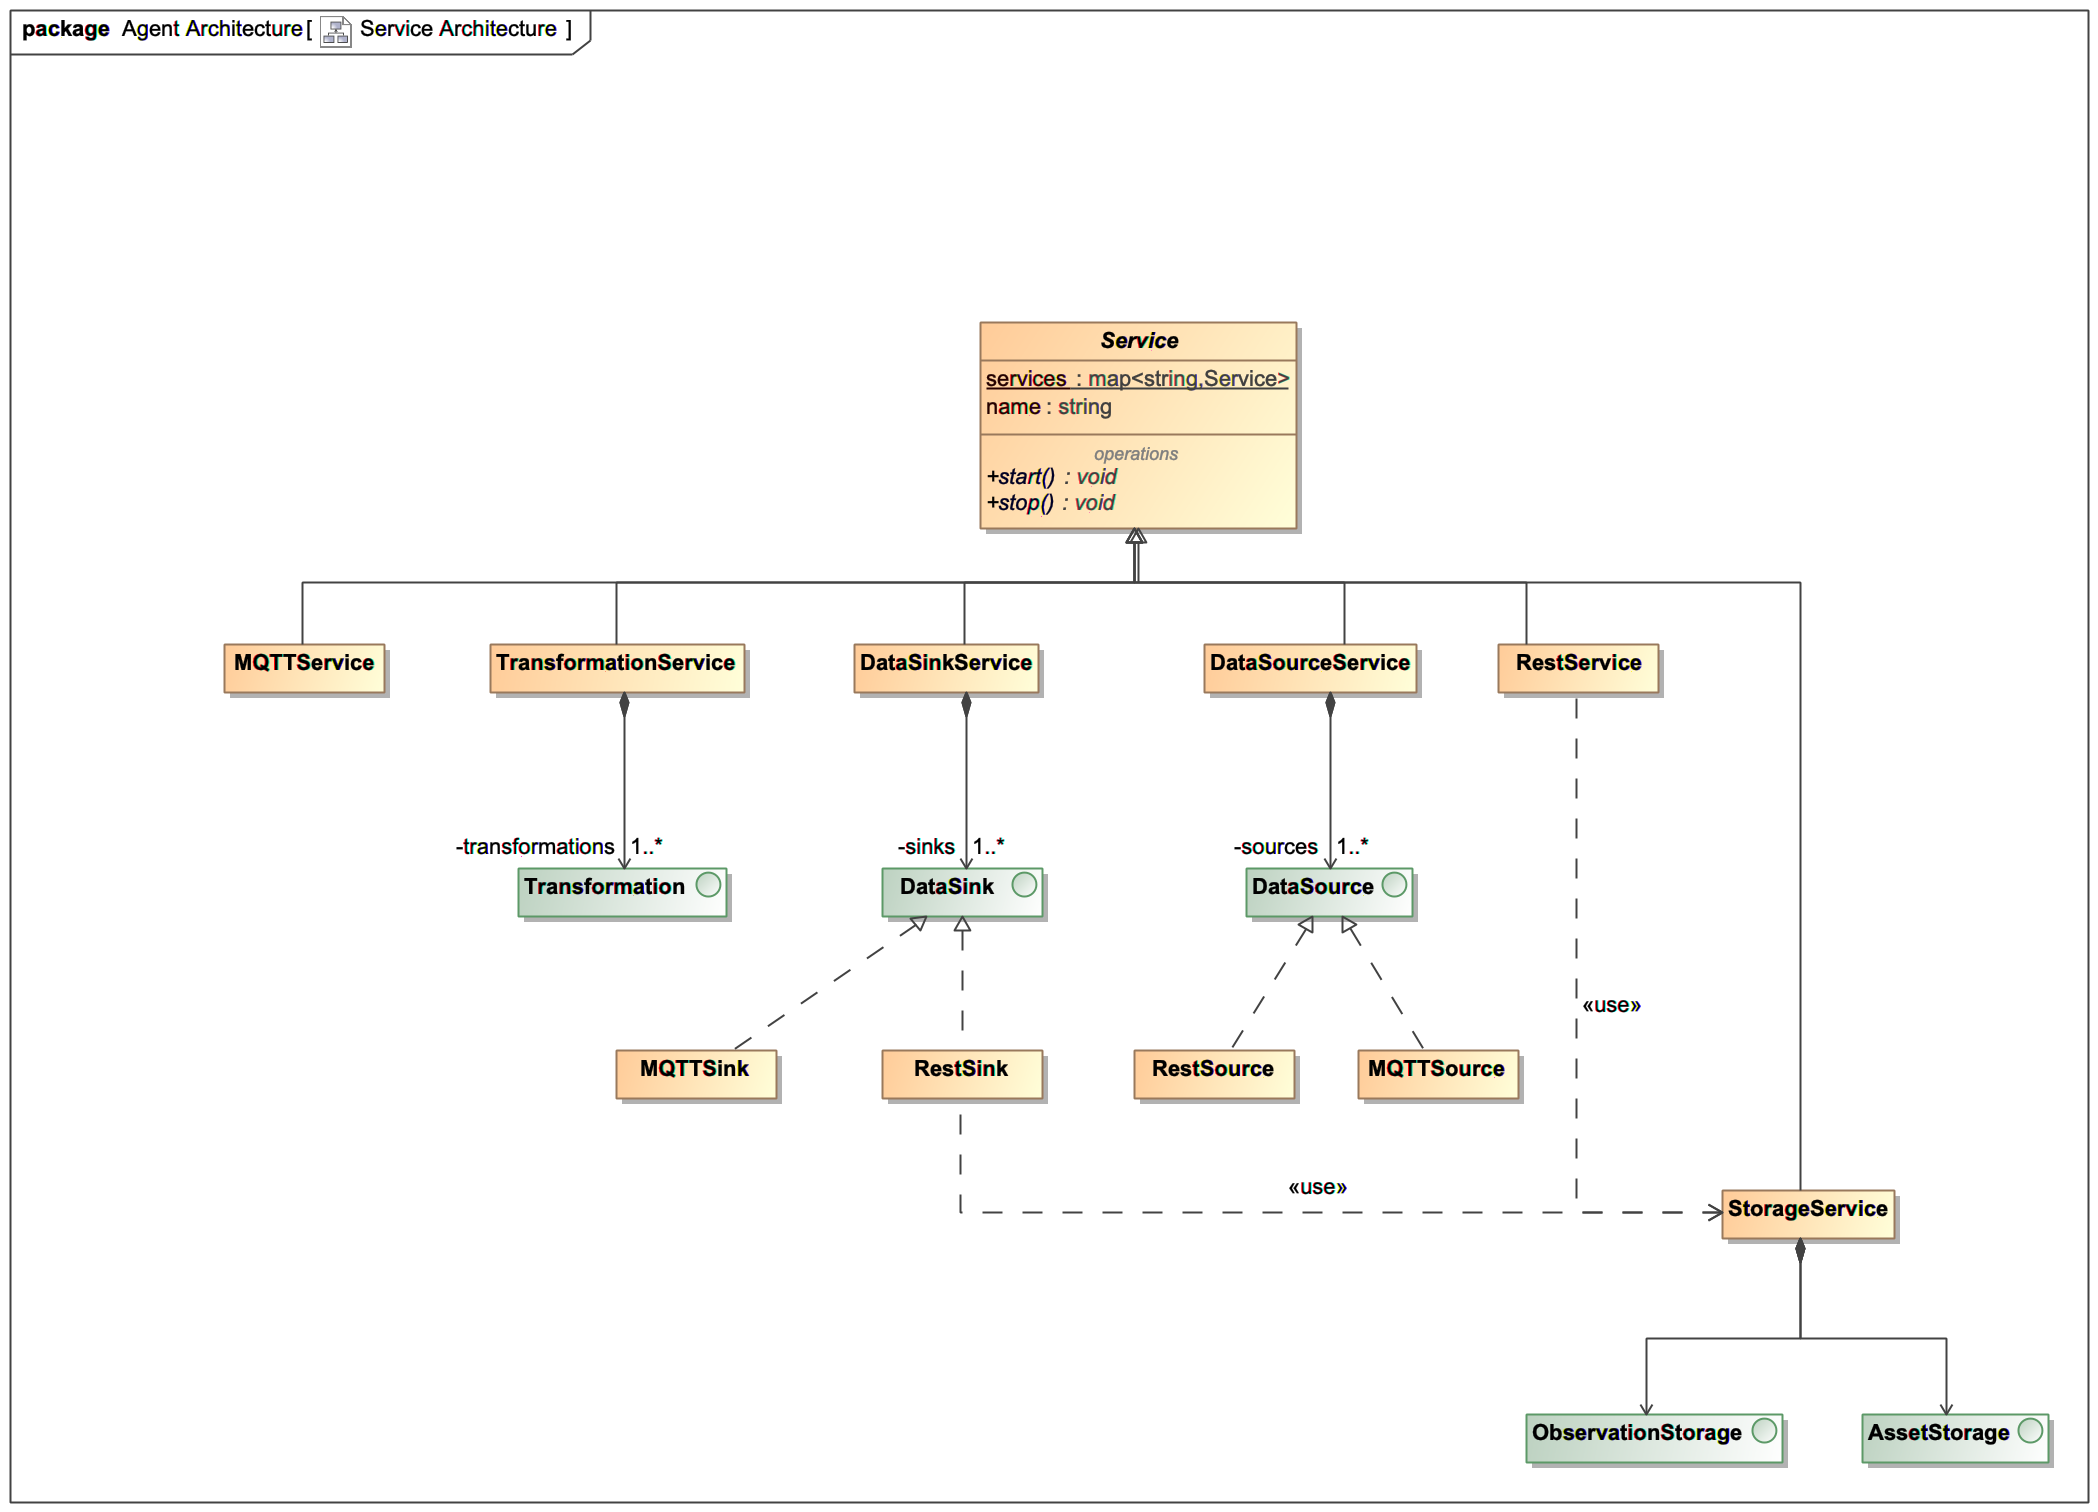 package Agent Architecture [ Service Architecture ]
Service
services : map<string,Service>
name : string
operations
+start() : void
+stop() : void
MQTTService
TransformationService
DataSinkService
DataSourceService
RestService
-transformations 1..*
-sinks 1..*
-sources 1..*
Transformation
DataSink
DataSource
«use»
MQTTSink
RestSink
RestSource
MQTTSource
«use»
StorageService
ObservationStorage
AssetStorage